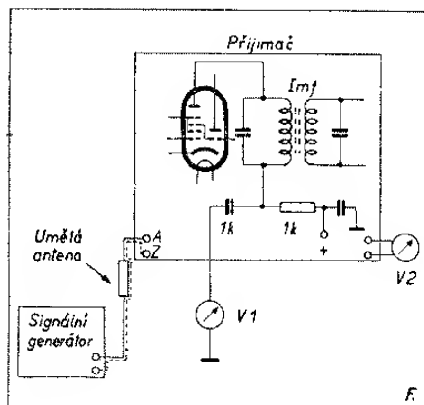 Přijímač
Imf
1k
1k
+
A
Z
V2
Umělá
antena
V1
Signální
generátor
F.